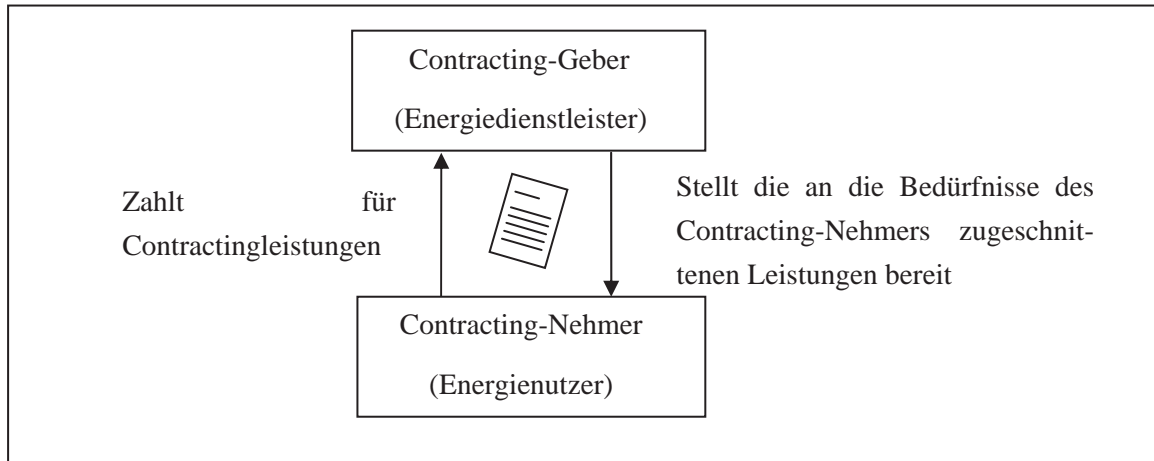 Contracting-Geber
(Energiedienstleister)
Zahlt für
Contractingleistungen
Stellt die an die Bedürfnisse des
Contracting-Nehmers zugeschnit-
tenen Leistungen bereit
Contracting-Nehmer
(Energienutzer)